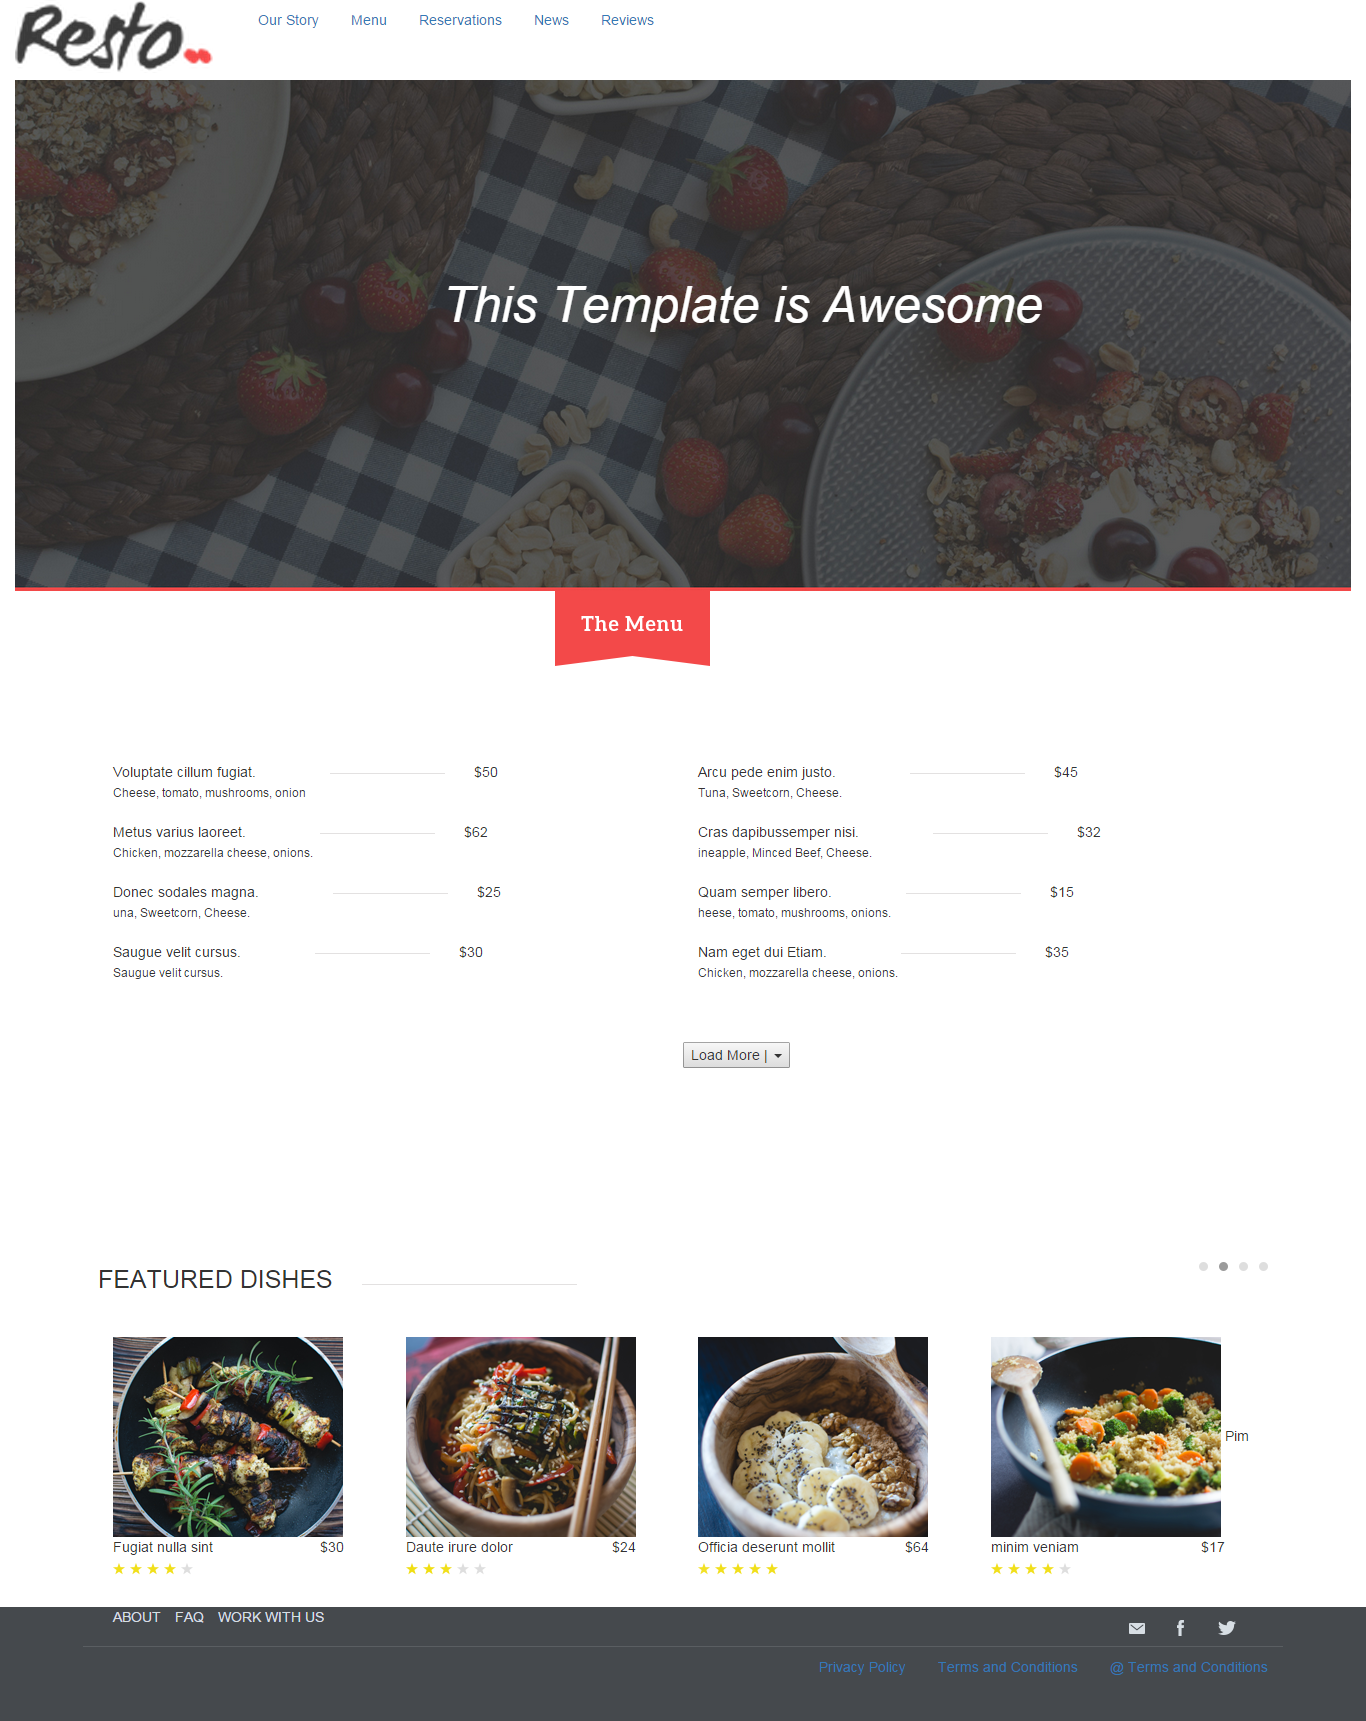 Resto
Our Story Menu Reservations News Reviews
This Template is Awesome
The Menu
Voluptate cillum fugiat. $50
Cheese, tomato, mushrooms, onion
Metus varius laoreet. $62
Chicken, mozzarella cheese, onions.
Donec sodales magna. $25
una, Sweetcorn, Cheese.
Saugue velit cursus. $30
Saugue velit cursus.
Arcu pede enim justo. $45
Tuna, Sweetcorn, Cheese.
Cras dapibussemper nisi. $32
ineapple, Minced Beef, Cheese.
Quam semper libero. $15
heese, tomato, mushrooms, onions.
Nam eget dui Etiam. $35
Chicken, mozzarella cheese, onions.
Load More |
FEATURED DISHES
Pim
Fugiat nulla sint $30
Daute irure dolor $24
Officia deserunt mollit $64
minim veniam $17
ABOUT FAQ WORK WITH US
Privacy Policy Terms and Conditions @ Terms and Conditions